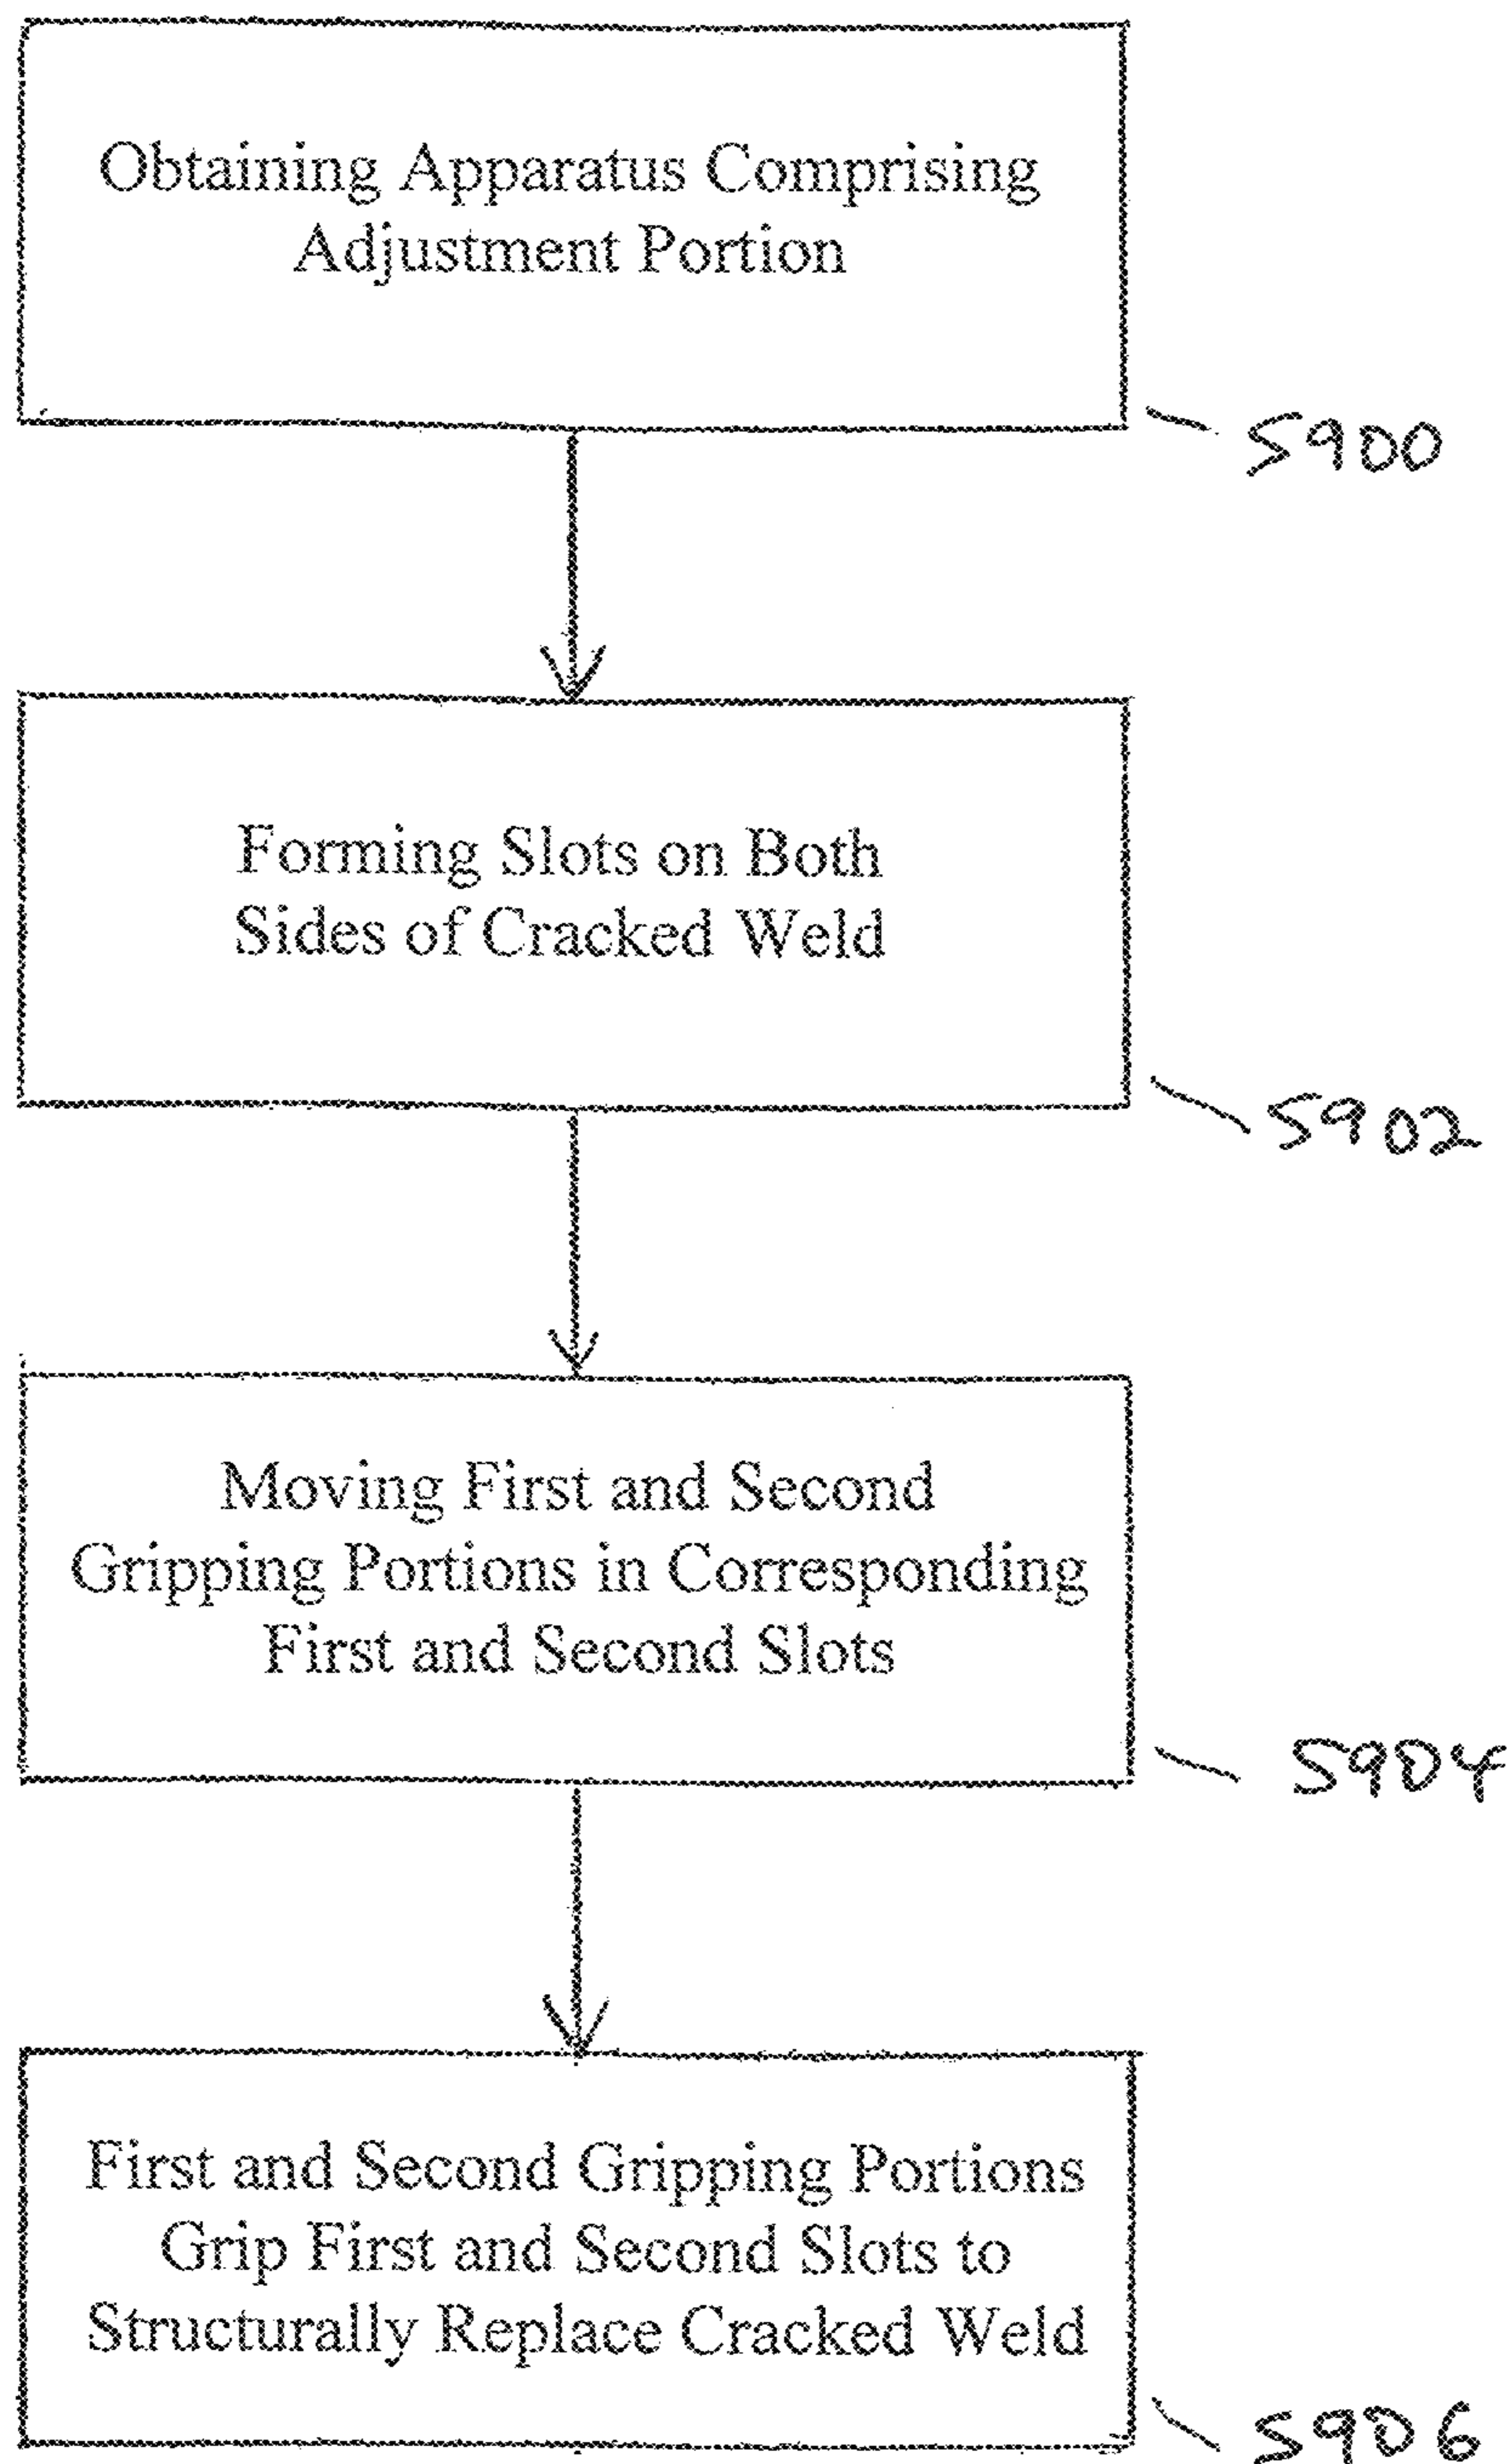 Obtaining Apparatus Comprising
Adjustment Portion
S900
Forming Slots on Both
Sides of Cracked Weld
S902
Moving First and Second
Gripping Portions in Corresponding
First and Second Slots
S904
First and Second Gripping Portions
Grip First and Second Slots to
Structurally Replace Cracked Weld
S906